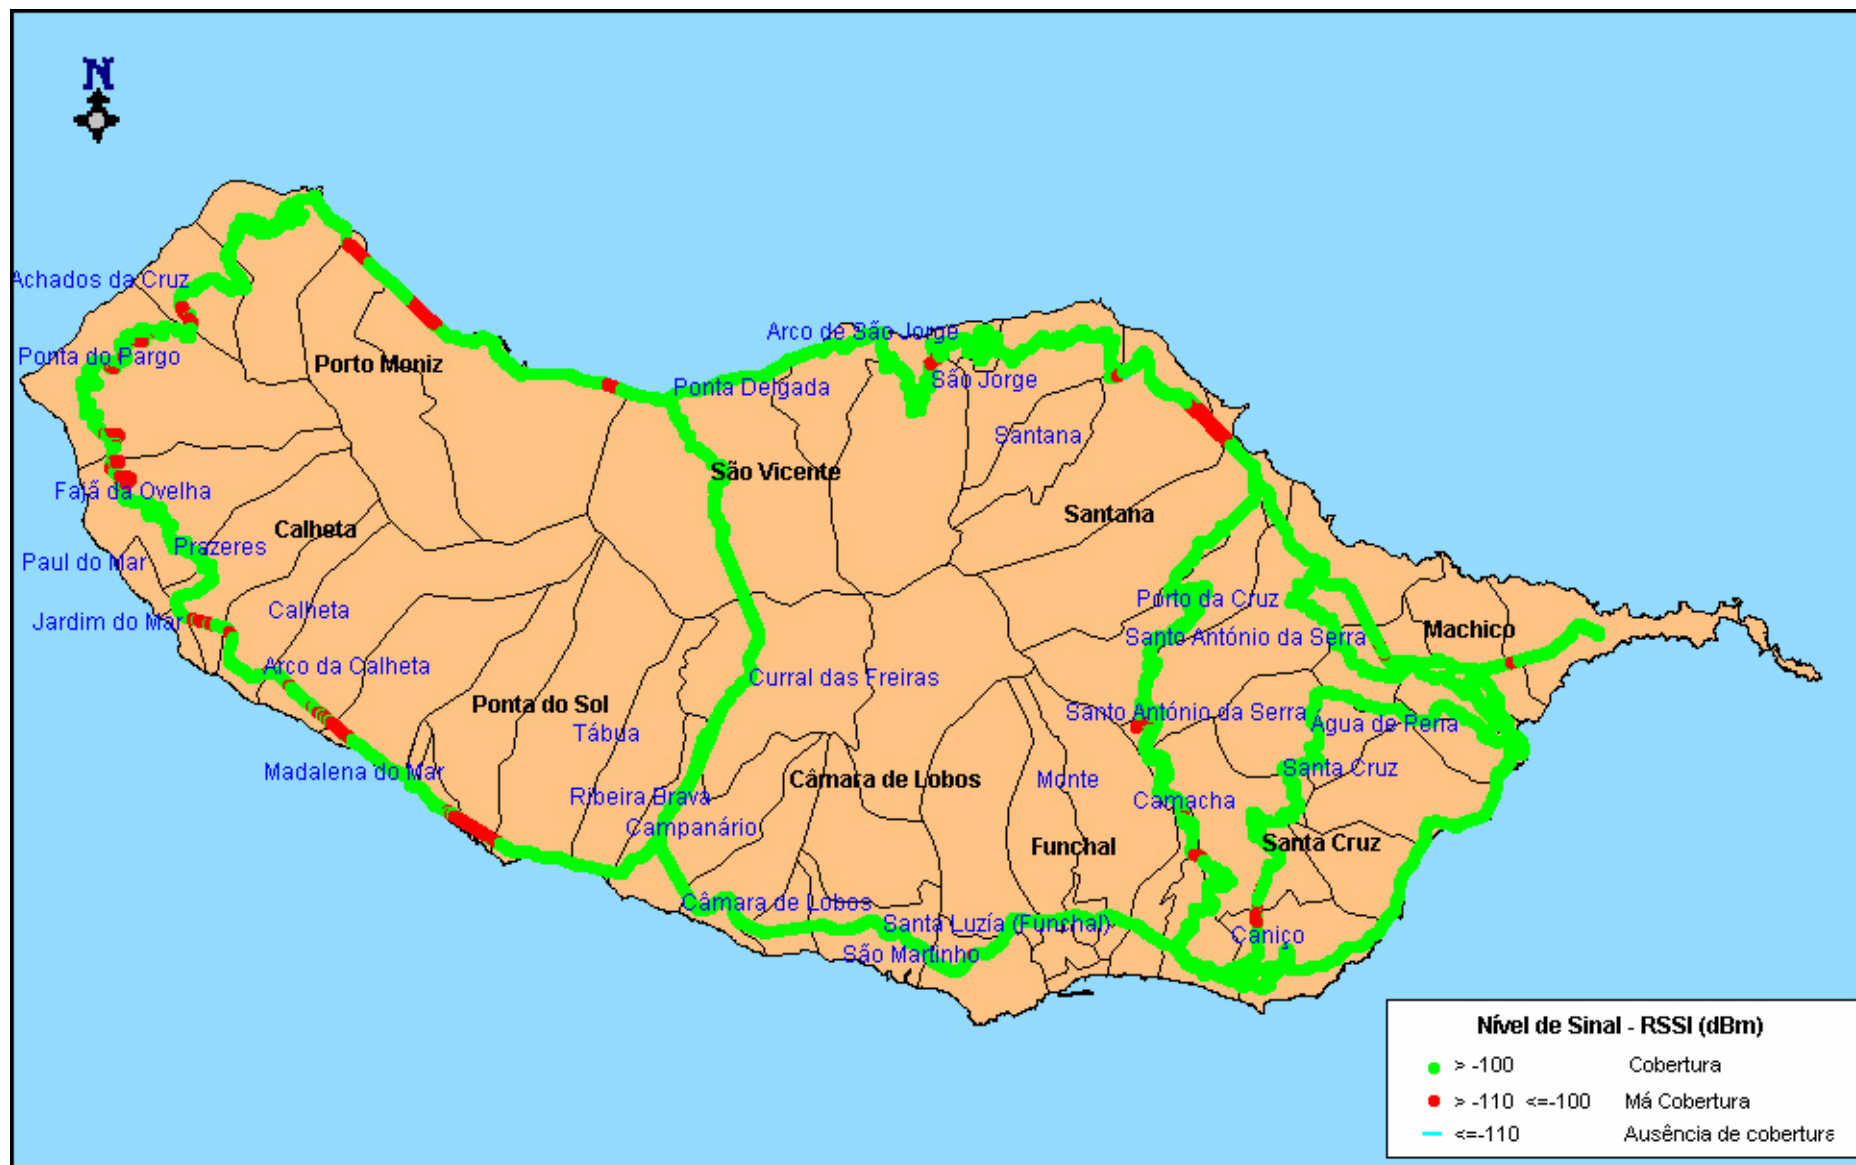 N
Achados da Cruz
Arco de São Jorge
Ponta do Pargo
Porto Moniz
São Jorge
Ponta Delgada
Santana
São Vicente
Fajã da Ovelha
Santana
Calheta
Prazeres
Paul do Mar
Porto da Cruz
Calheta
Jardim do Mar
Machico
Santo António da Serra
Arco da Calheta
Curral das Freiras
Ponta do Sol
Santo António da Serra
Água de Pena
Tábua
Santa Cruz
Madalena do Mar
Câmara de Lobos
Monte
Ribeira Brava
Camacha
Campanário
Santa Cruz
Funchal
Câmara de Lobos
Santa Luzía (Funchal)
Caniço
São Martinho
Nível de Sinal - RSSI (dBm)
> -100 Cobertura
> -110 <=-100 Má Cobertura
<=-110 Ausência de cobertura